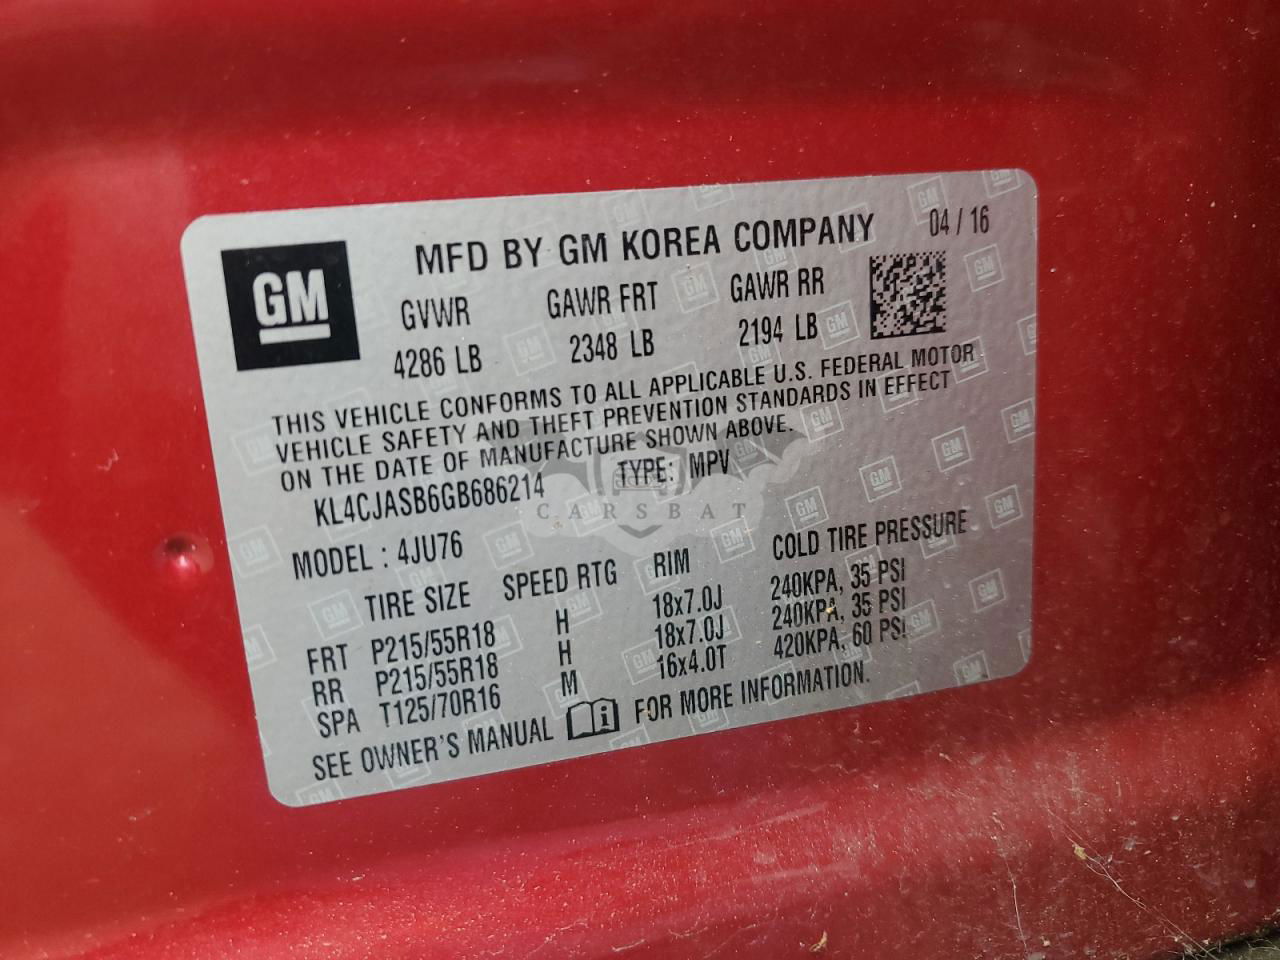 GM
MFD BY GM KOREA COMPANY 04 / 16
GVWR GAWR FRT GAWR RR
4286 LB 2348 LB 2194 LB
THIS VEHICLE CONFORMS TO ALL APPLICABLE U.S. FEDERAL MOTOR
VEHICLE SAFETY AND THEFT PREVENTION STANDARDS IN EFFECT
ON THE DATE OF MANUFACTURE SHOWN ABOVE.
KL4CJASB6GB686214 TYPE: MPV
CARSBAT
MODEL : 4JU76
TIRE SIZE SPEED RTG RIM COLD TIRE PRESSURE
FRT P215/55R18 H 18x7.0J 240KPA, 35 PSI
RR P215/55R18 H 18x7.0J 240KPA, 35 PSI
SPA T125/70R16 M 16x4.0T 420KPA, 60 PSI
SEE OWNER'S MANUAL FOR MORE INFORMATION.